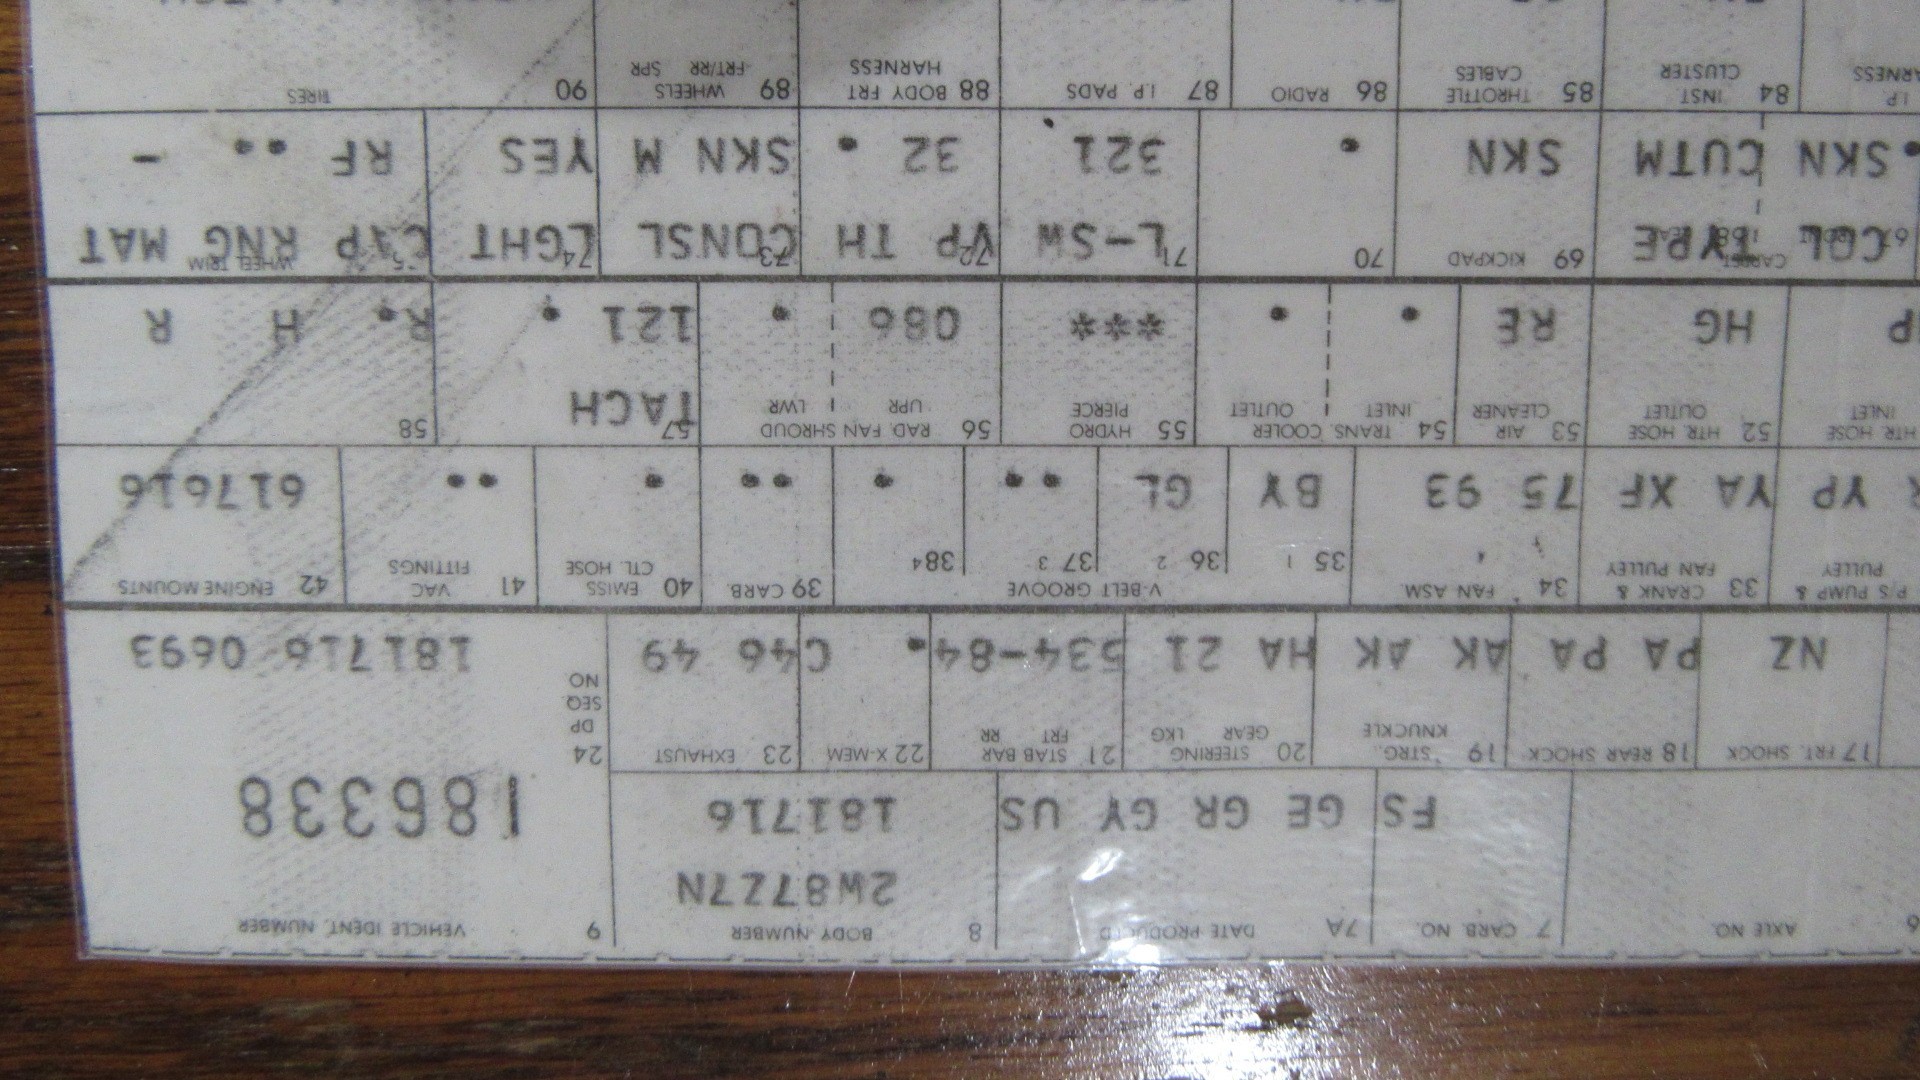 6 AXLE NO. 7 CARB. NO. 7A DATE PRODUCED 8 BODY NUMBER 9 VEHICLE IDENT. NUMBER
2W87Z7N
FS GE GR GY US 181716 186338
17 FRT. SHOCK 18 REAR SHOCK 19 STRG. KNUCKLE 20 STEERING GEAR LKG 21 STAB BAR FRT RR 22 X-MEM 23 EXHAUST 24 DP SEQ. NO
NZ PA PA AK AK HA 21 534-84. C46 49 181716 0693
P/S PUMP & PULLEY 33 CRANK & FAN PULLEY 34 FAN ASM. V-BELT GROOVE 35 1 36 2 37 3 38 4 39 CARB. 40 EMISS CTL. HOSE 41 VAC FITTINGS 42 ENGINE MOUNTS
YP YA XF 75 93 BY GL •• • •• • •• 617616
HTR. HOSE INLET 52 HTR. HOSE OUTLET 53 AIR CLEANER 54 TRANS. COOLER INLET OUTLET 55 HYDRO PIERCE 56 RAD. FAN SHROUD UPR LWR 57 TACH 58
P HG RE • • *** 086 • 121 . R. H R
COL 68 CARPET TYPE 69 KICKPAD 70 71 L-SW 72 VP TH 73 CONSL 74 LGHT WHEEL TRIM CAP RNG MAT
.SKN CUTM SKN • 321 32 . SKN M YES RF .. -
I.P. HARNESS 84 INST CLUSTER 85 THROTTLE CABLES 86 RADIO 87 I.P. PADS 88 BODY FRT HARNESS 89 WHEELS FRT/RR SPR 90 TIRES